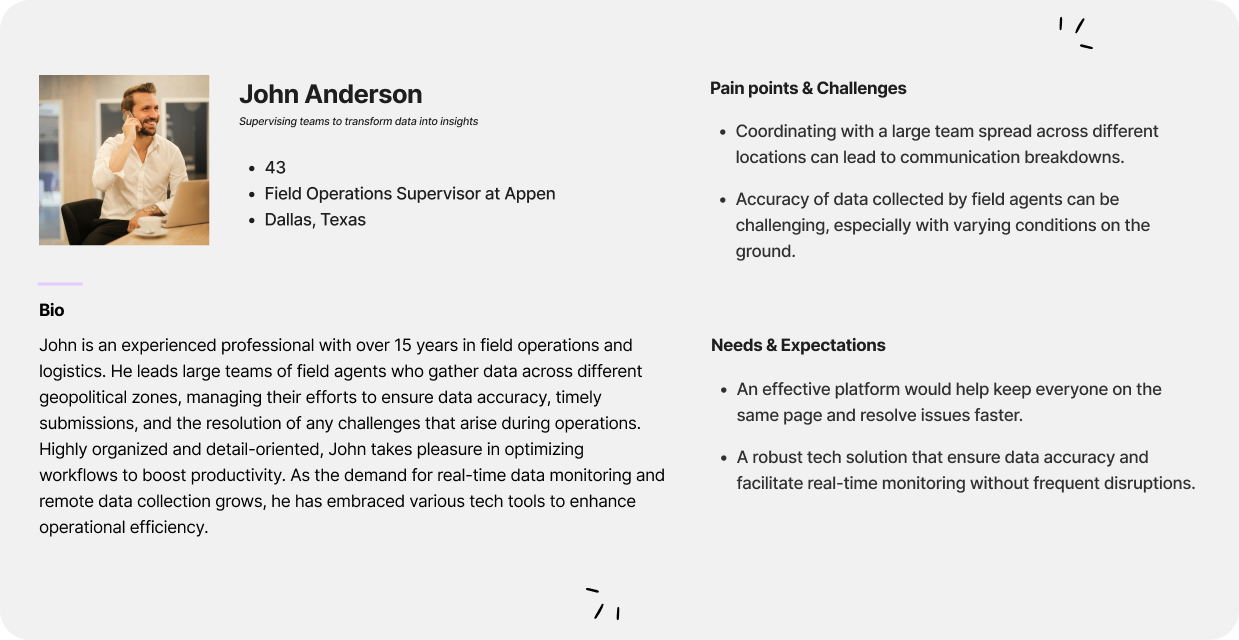 John Anderson
Supervising teams to transform data into insights
• 43
• Field Operations Supervisor at Appen
• Dallas, Texas
Bio
John is an experienced professional with over 15 years in field operations and
logistics. He leads large teams of field agents who gather data across different
geopolitical zones, managing their efforts to ensure data accuracy, timely
submissions, and the resolution of any challenges that arise during operations.
Highly organized and detail-oriented, John takes pleasure in optimizing
workflows to boost productivity. As the demand for real-time data monitoring and
remote data collection grows, he has embraced various tech tools to enhance
operational efficiency.
Pain points & Challenges
• Coordinating with a large team spread across different
locations can lead to communication breakdowns.
• Accuracy of data collected by field agents can be
challenging, especially with varying conditions on the
ground.
Needs & Expectations
• An effective platform would help keep everyone on the
same page and resolve issues faster.
• A robust tech solution that ensure data accuracy and
facilitate real-time monitoring without frequent disruptions.